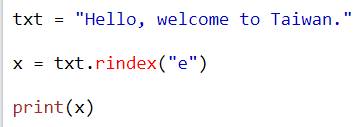 txt = "Hello, welcome to Taiwan."
x = txt.rindex("e")
print(x)